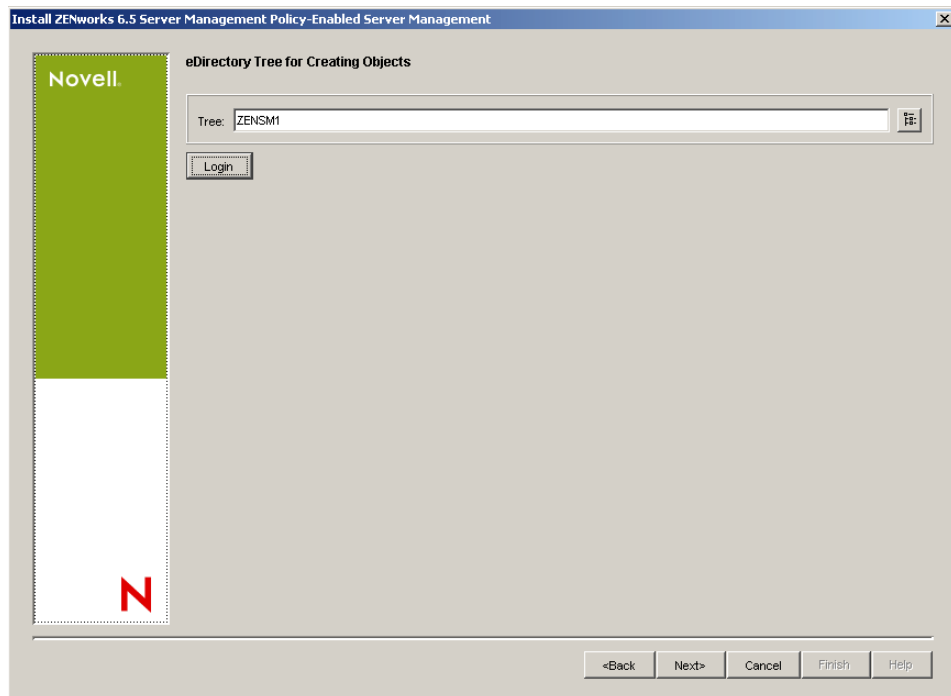 Install ZENworks 6.5 Server Management Policy-Enabled Server Management
Novell.
eDirectory Tree for Creating Objects
Tree: ZENSM1
Login
N
<Back Next> Cancel Finish Help